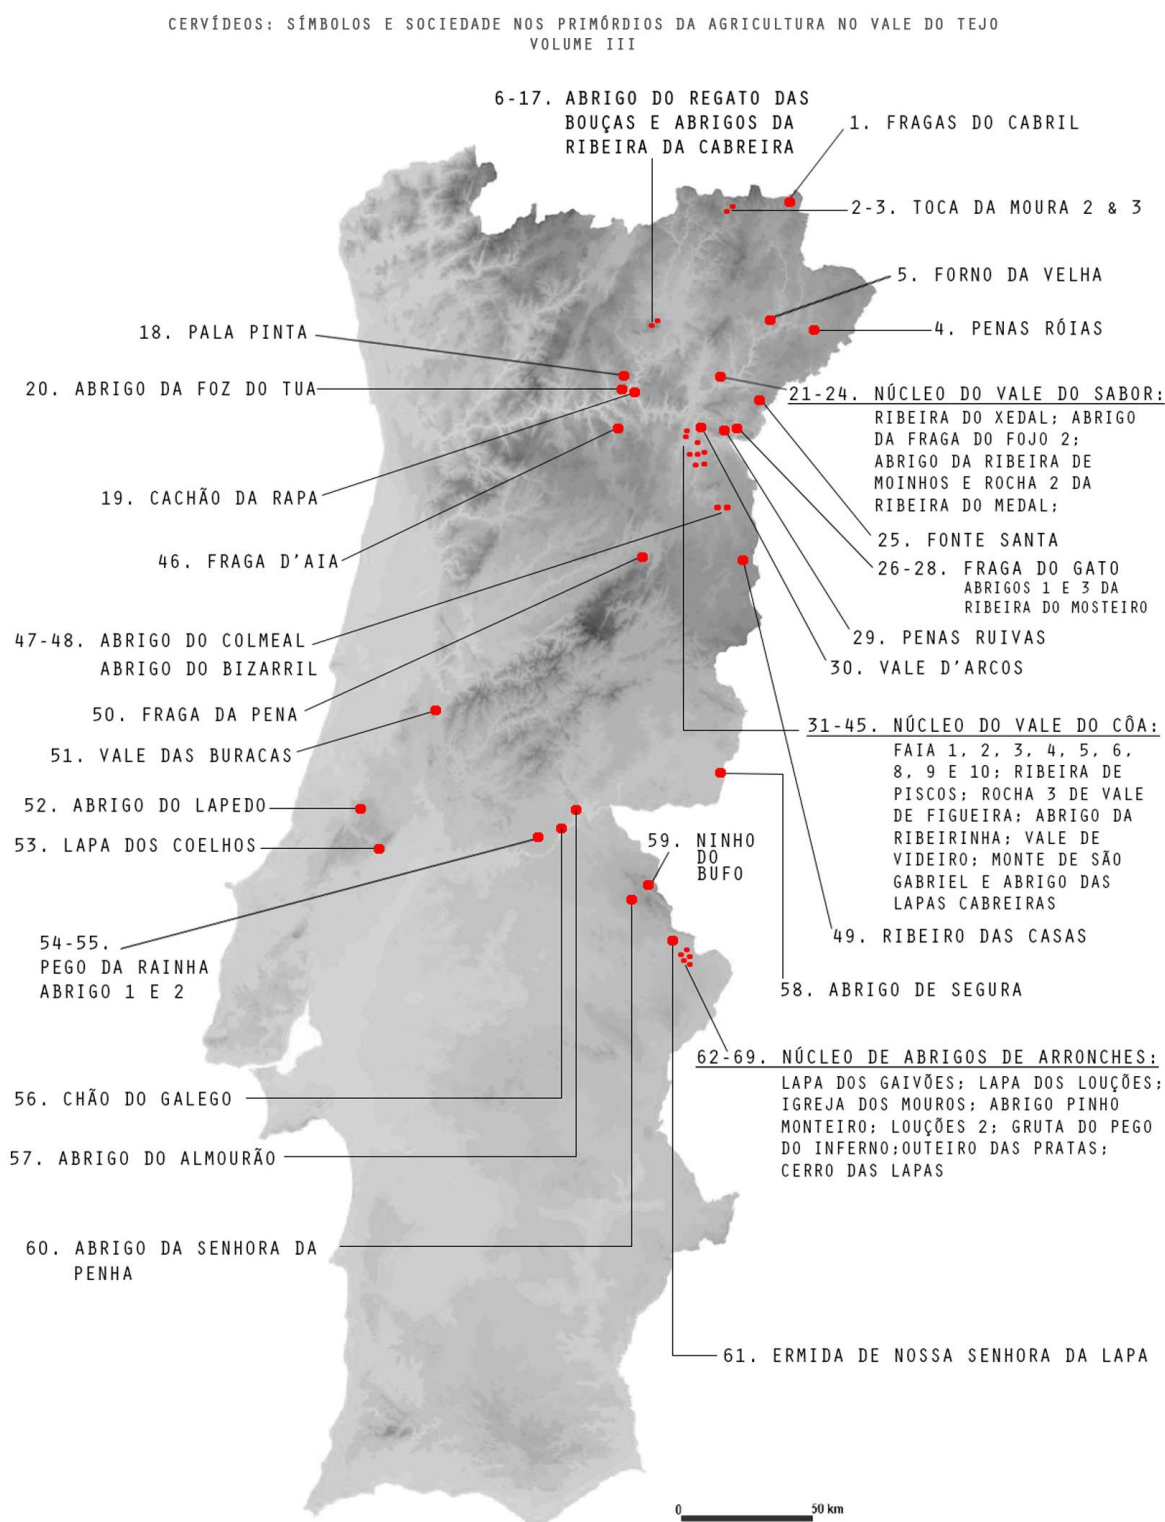 CERVÍDEOS: SÍMBOLOS E SOCIEDADE NOS PRIMÓRDIOS DA AGRICULTURA NO VALE DO TEJO
VOLUME III
6-17. ABRIGO DO REGATO DAS
BOUÇAS E ABRIGOS DA
RIBEIRA DA CABREIRA
1. FRAGAS DO CABRIL
2-3. TOCA DA MOURA 2 & 3
5. FORNO DA VELHA
4. PENAS RÓIAS
18. PALA PINTA
20. ABRIGO DA FOZ DO TUA
21-24. NÚCLEO DO VALE DO SABOR:
RIBEIRA DO XEDAL; ABRIGO
DA FRAGA DO FOJO 2;
ABRIGO DA RIBEIRA DE
MOINHOS E ROCHA 2 DA
RIBEIRA DO MEDAL;
19. CACHÃO DA RAPA
25. FONTE SANTA
46. FRAGA D'AIA
26-28. FRAGA DO GATO
ABRIGOS 1 E 3 DA
RIBEIRA DO MOSTEIRO
47-48. ABRIGO DO COLMEAL
ABRIGO DO BIZARRIL
29. PENAS RUIVAS
30. VALE D'ARCOS
50. FRAGA DA PENA
51. VALE DAS BURACAS
31-45. NÚCLEO DO VALE DO CÔA:
FAIA 1, 2, 3, 4, 5, 6,
8, 9 E 10; RIBEIRA DE
PISCOS; ROCHA 3 DE VALE
DE FIGUEIRA; ABRIGO DA
RIBEIRINHA; VALE DE
VIDEIRO; MONTE DE SÃO
GABRIEL E ABRIGO DAS
LAPAS CABREIRAS
52. ABRIGO DO LAPEDO
53. LAPA DOS COELHOS
59. NINHO
DO
BUFO
49. RIBEIRO DAS CASAS
54-55.
PEGO DA RAINHA
ABRIGO 1 E 2
58. ABRIGO DE SEGURA
62-69. NÚCLEO DE ABRIGOS DE ARRONCHES:
LAPA DOS GAIVÕES; LAPA DOS LOUÇÕES;
IGREJA DOS MOUROS; ABRIGO PINHO
MONTEIRO; LOUÇÕES 2; GRUTA DO PEGO
DO INFERNO;OUTEIRO DAS PRATAS;
CERRO DAS LAPAS
56. CHÃO DO GALEGO
57. ABRIGO DO ALMOURÃO
60. ABRIGO DA SENHORA DA
PENHA
61. ERMIDA DE NOSSA SENHORA DA LAPA
0 50 km